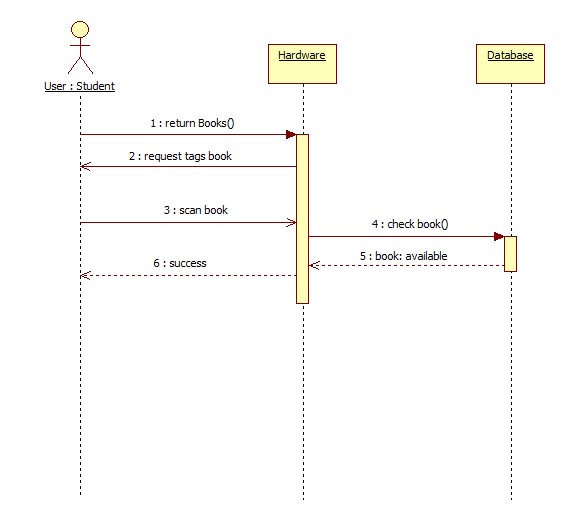 User : Student
Hardware
Database
1 : return Books()
2 : request tags book
3 : scan book
4 : check book()
5 : book: available
6 : success